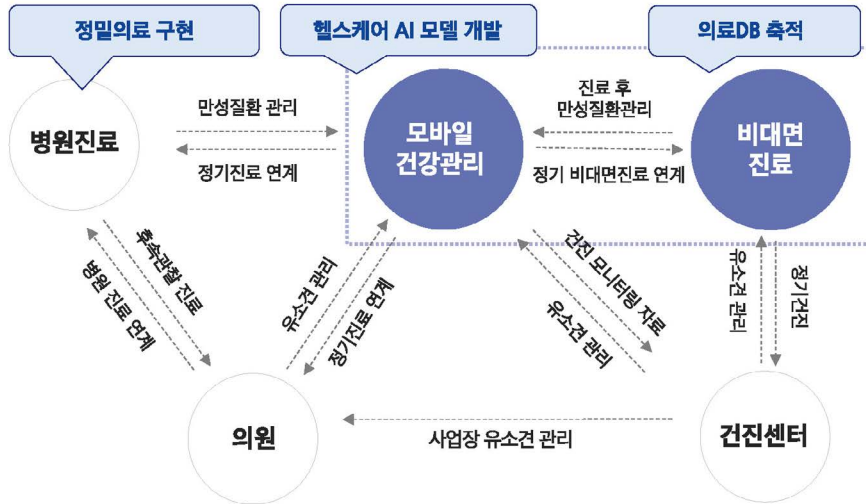 정밀의료 구현
헬스케어 AI 모델 개발
의료DB 축적
병원진료
만성질환 관리
정기진료 연계
모바일
건강관리
진료 후
만성질환관리
정기 비대면진료 연계
비대면
진료
후속관찰 진료
병원 진료 연계
유소견 관리
정기진료 연계
건진 모니터링 자료
유소견 관리
유소견 관리
정기건진
의원
사업장 유소견 관리
건진센터